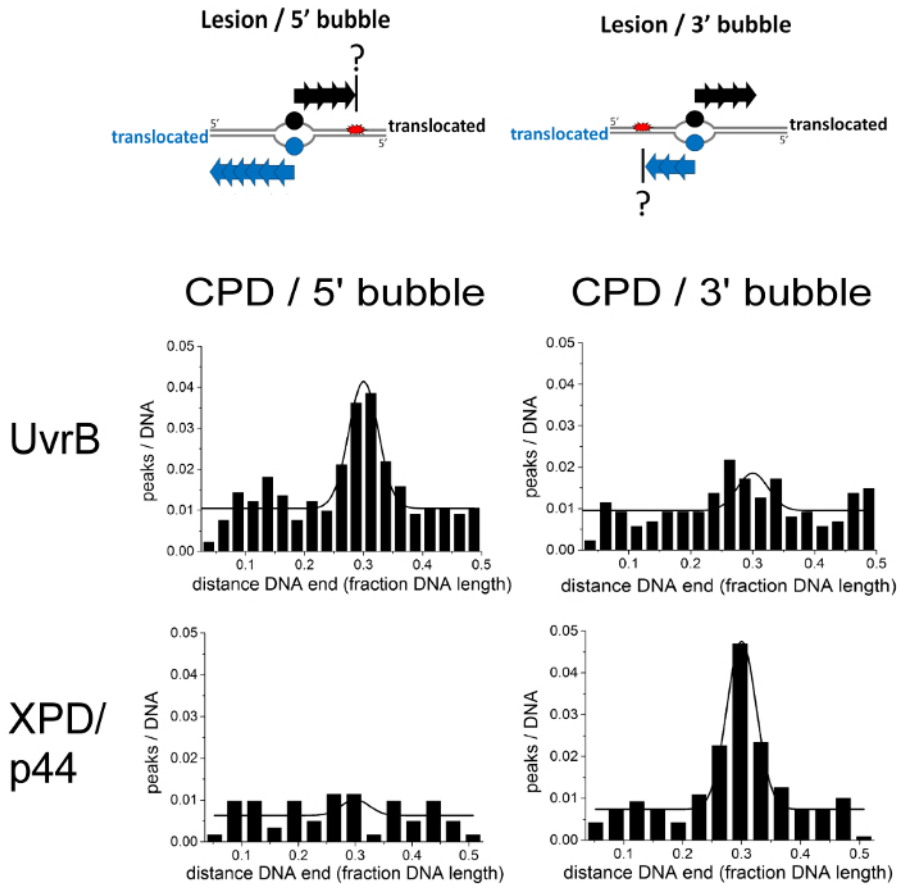 Lesion / 5' bubble
Lesion / 3' bubble
?
5'
translocated
translocated
5'
5'
translocated
translocated
5'
?
CPD / 5' bubble
CPD / 3' bubble
UvrB
peaks / DNA
0.05
0.04
0.03
0.02
0.01
0.00
0.1 0.2 0.3 0.4 0.5
distance DNA end (fraction DNA length)
peaks / DNA
0.05
0.04
0.03
0.02
0.01
0.00
0.1 0.2 0.3 0.4 0.5
distance DNA end (fraction DNA length)
XPD/
p44
peaks / DNA
0.05
0.04
0.03
0.02
0.01
0.00
0.1 0.2 0.3 0.4 0.5
distance DNA end (fraction DNA length)
peaks / DNA
0.05
0.04
0.03
0.02
0.01
0.00
0.1 0.2 0.3 0.4 0.5
distance DNA end (fraction DNA length)